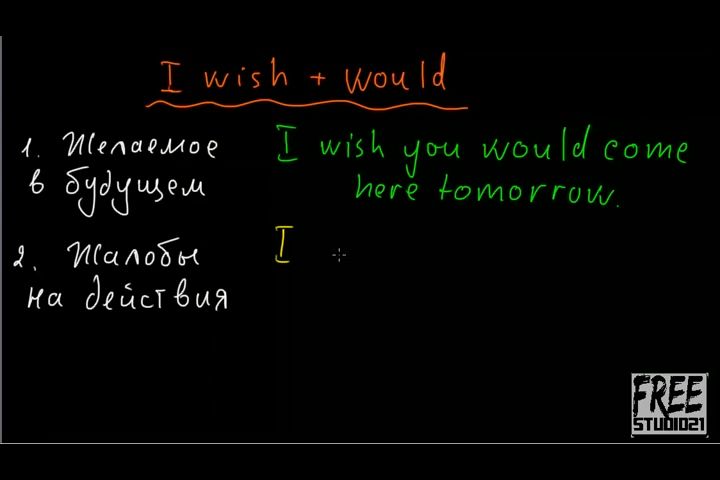 I wish + would
1. Желаемое
в будущем
I wish you would come
here tomorrow.
2. Жалобы
на действия
I
FREE
STUDIO21